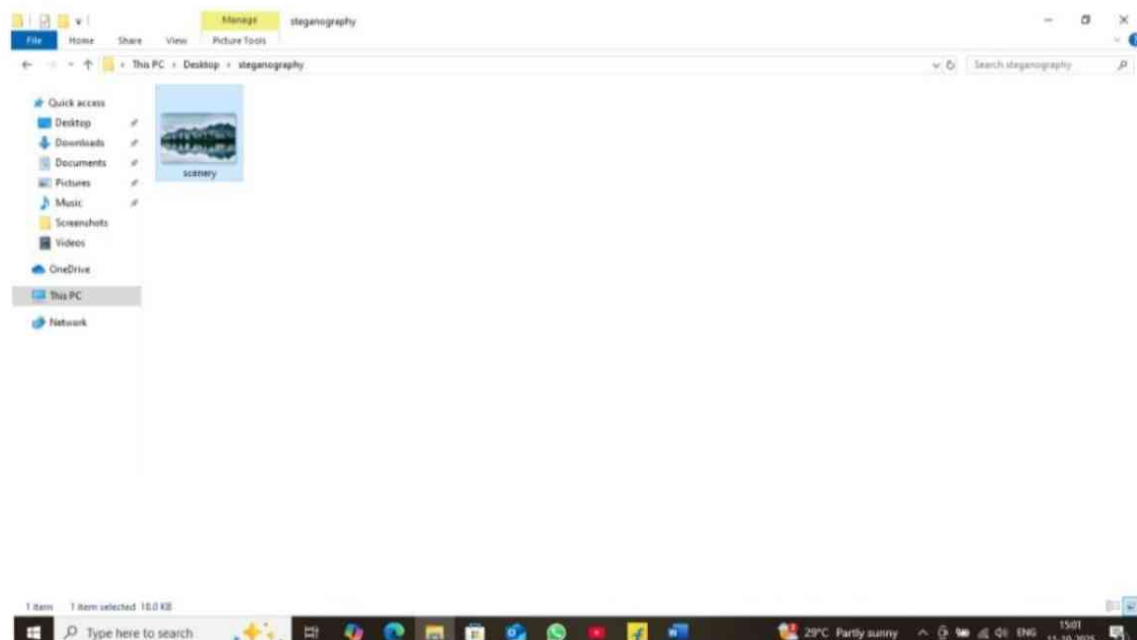 Manage
steganography
File
Home
Share
View
Picture Tools
This PC
Desktop
steganography
Search steganography
Quick access
Desktop
Downloads
Documents
Pictures
Music
Screenshots
Videos
OneDrive
This PC
Network
scenery
1 item
1 item selected 18.0 KB
Type here to search
29°C Partly sunny
ENG
15:01